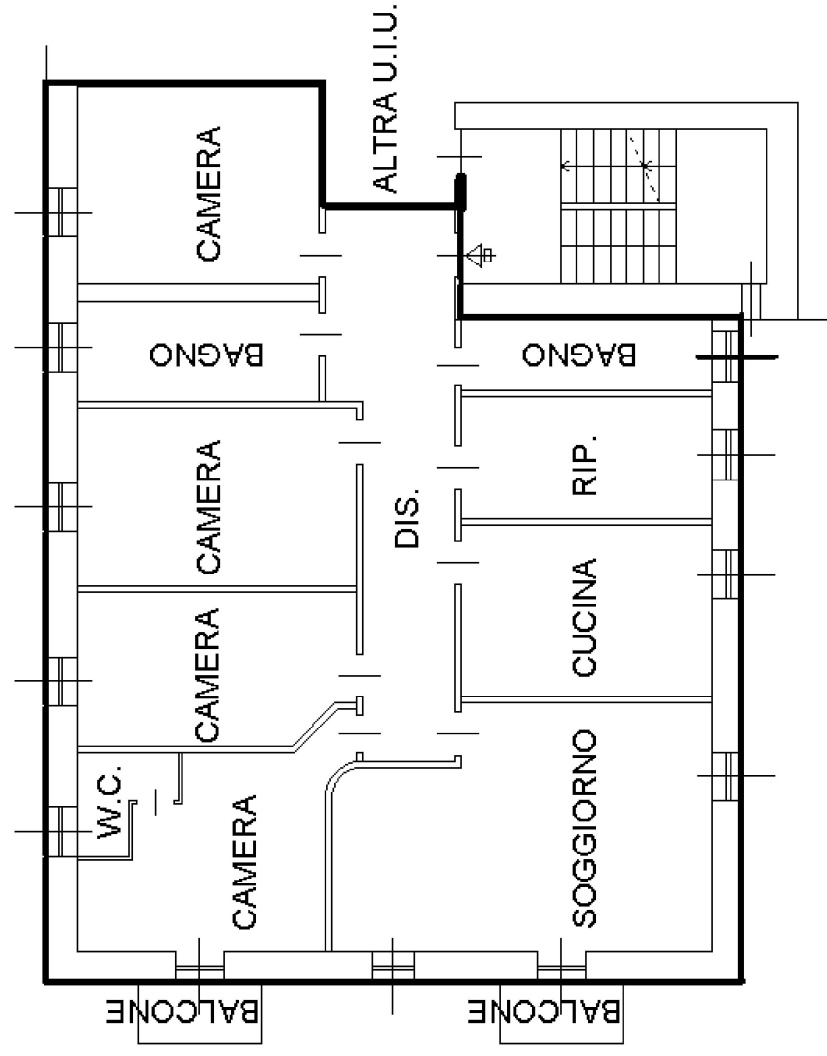 ALTRA U.I.U.
CAMERA
BAGNO
BAGNO
CAMERA
RIP.
DIS.
CAMERA
CUCINA
W.C.
CAMERA
SOGGIORNO
BALCONE
BALCONE